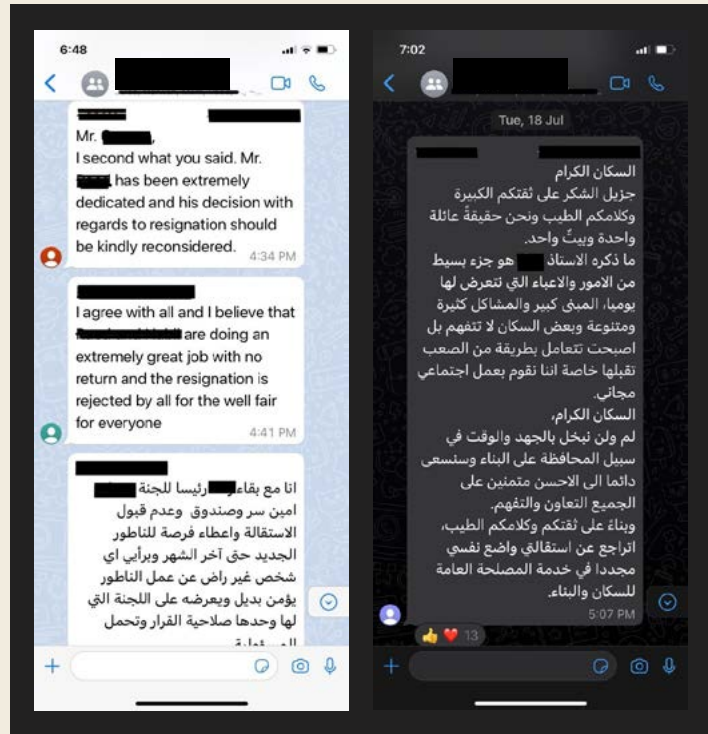 6:48
Mr.
I second what you said. Mr.
has been extremely
dedicated and his decision with
regards to resignation should
be kindly reconsidered.
4:34 PM
I agree with all and I believe that
are doing an
extremely great job with no
return and the resignation is
rejected by all for the well fair
for everyone
4:41 PM
انا مع بقاء رئيسا للجنة
امين سر وصندوق وعدم قبول
الاستقالة واعطاء فرصة للناطور
الجديد حتى آخر الشهر وبرأيي اي
شخص غير راض عن عمل الناطور
يؤمن بديل ويعرضه على اللجنة التي
لها وحدها صلاحية القرار وتحمل
7:02
Tue, 18 Jul
السكان الكرام
جزيل الشكر على ثقتكم الكبيرة
وكلامكم الطيب ونحن حقيقةً عائلة
واحدة وبيتٌ واحد.
ما ذكره الاستاذ هو جزء بسيط
من الامور والاعباء التي نتعرض لها
يوميا، المبنى كبير والمشاكل كثيرة
ومتنوعة وبعض السكان لا تتفهم بل
اصبحت تتعامل بطريقة من الصعب
تقبلها خاصة اننا نقوم بعمل اجتماعي
مجاني.
السكان الكرام،
لم ولن نبخل بالجهد والوقت في
سبيل المحافظة على البناء وسنسعى
دائما الى الاحسن متمنين على
الجميع التعاون والتفهم.
وبناءً على ثقتكم وكلامكم الطيب،
اتراجع عن استقالتي واضع نفسي
مجددا في خدمة المصلحة العامة
للسكان والبناء.
5:07 PM
13